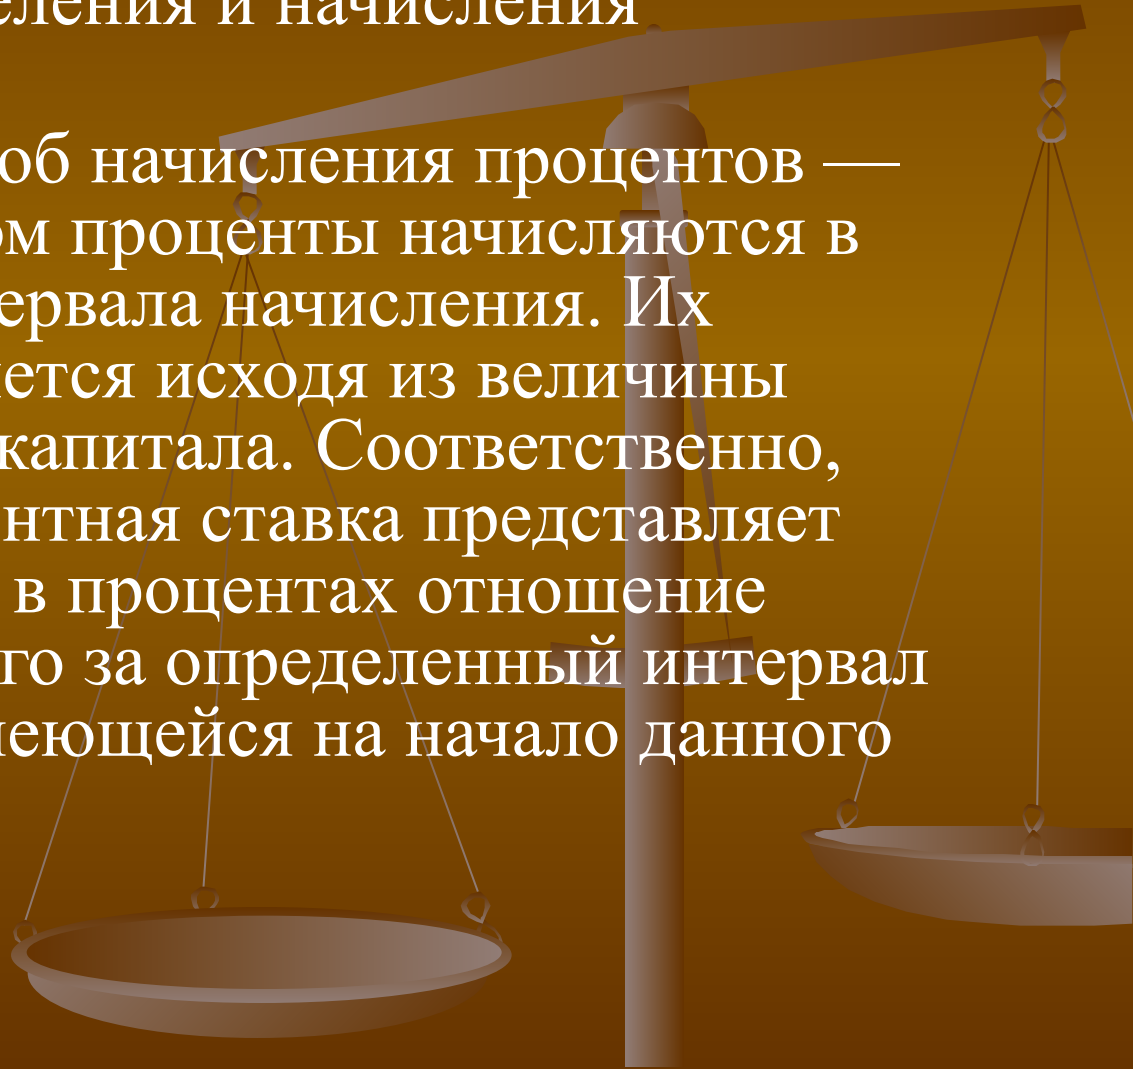 еления и начисления
об начисления процентов —
ом проценты начисляются в
ервала начисления. Их
ется исходя из величины
капитала. Соответственно,
нтная ставка представляет
в процентах отношение
го за определенный интервал
еющейся на начало данного